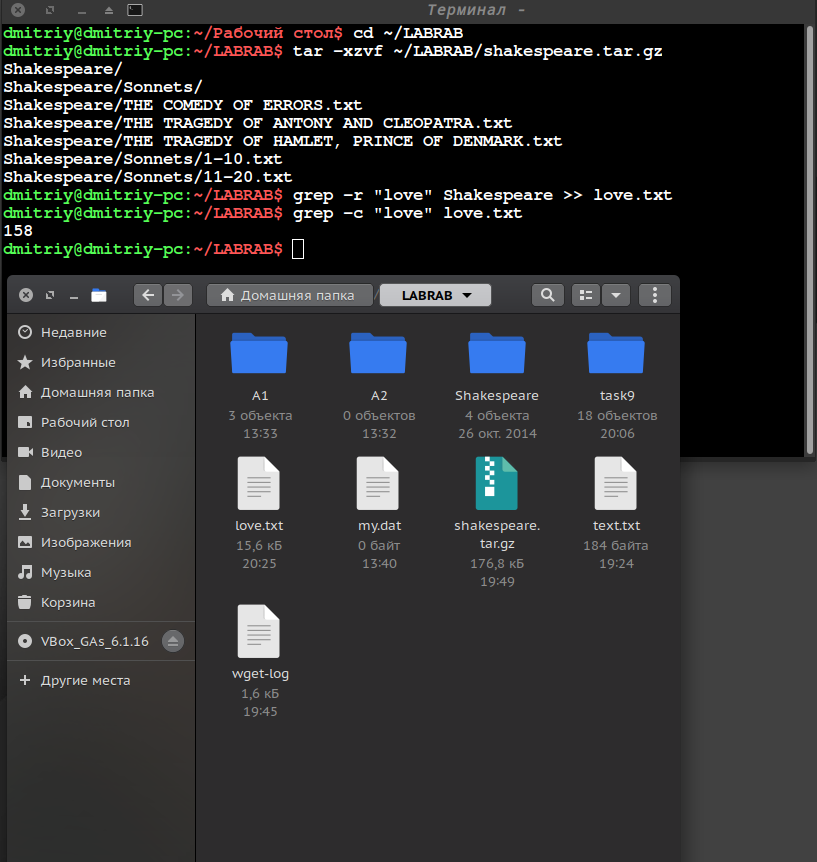 Терминал -
dmitriy@dmitriy-pc:~/Рабочий стол$ cd ~/LABRAB
dmitriy@dmitriy-pc:~/LABRAB$ tar -xzvf ~/LABRAB/shakespeare.tar.gz
Shakespeare/
Shakespeare/Sonnets/
Shakespeare/THE COMEDY OF ERRORS.txt
Shakespeare/THE TRAGEDY OF ANTONY AND CLEOPATRA.txt
Shakespeare/THE TRAGEDY OF HAMLET, PRINCE OF DENMARK.txt
Shakespeare/Sonnets/1-10.txt
Shakespeare/Sonnets/11-20.txt
dmitriy@dmitriy-pc:~/LABRAB$ grep -r "love" Shakespeare >> love.txt
dmitriy@dmitriy-pc:~/LABRAB$ grep -c "love" love.txt
158
dmitriy@dmitriy-pc:~/LABRAB$
Домашняя папка / LABRAB
Недавние
Избранные
Домашняя папка
Рабочий стол
Видео
Документы
Загрузки
Изображения
Музыка
Корзина
VBox_GAs_6.1.16
Другие места
A1 A2 Shakespeare task9
3 объекта 0 объектов 4 объекта 18 объектов
13:33 13:32 26 окт. 2014 20:06
love.txt my.dat shakespeare. text.txt
tar.gz
15,6 кБ 0 байт 176,8 кБ 184 байта
20:25 13:40 19:49 19:24
wget-log
1,6 кБ
19:45